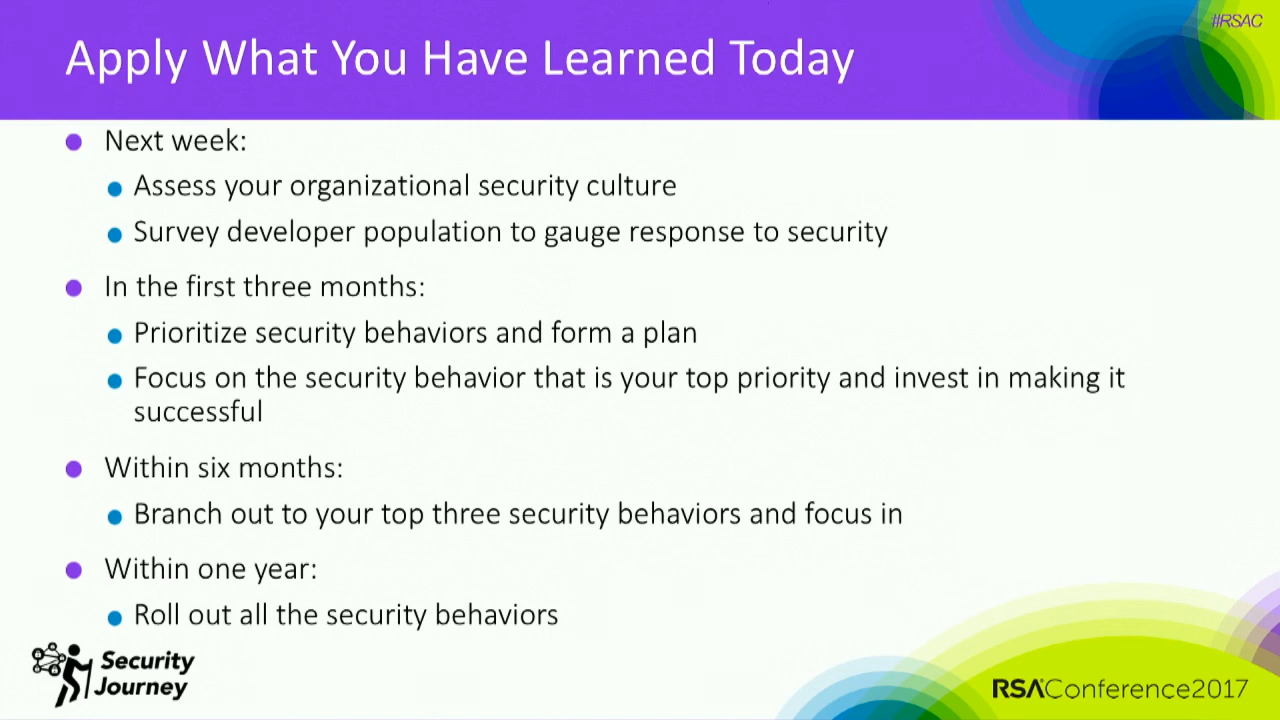 #RSAC
Apply What You Have Learned Today
Next week:
Assess your organizational security culture
Survey developer population to gauge response to security
In the first three months:
Prioritize security behaviors and form a plan
Focus on the security behavior that is your top priority and invest in making it
successful
Within six months:
Branch out to your top three security behaviors and focus in
Within one year:
Roll out all the security behaviors
Security
Journey
RSAConference2017